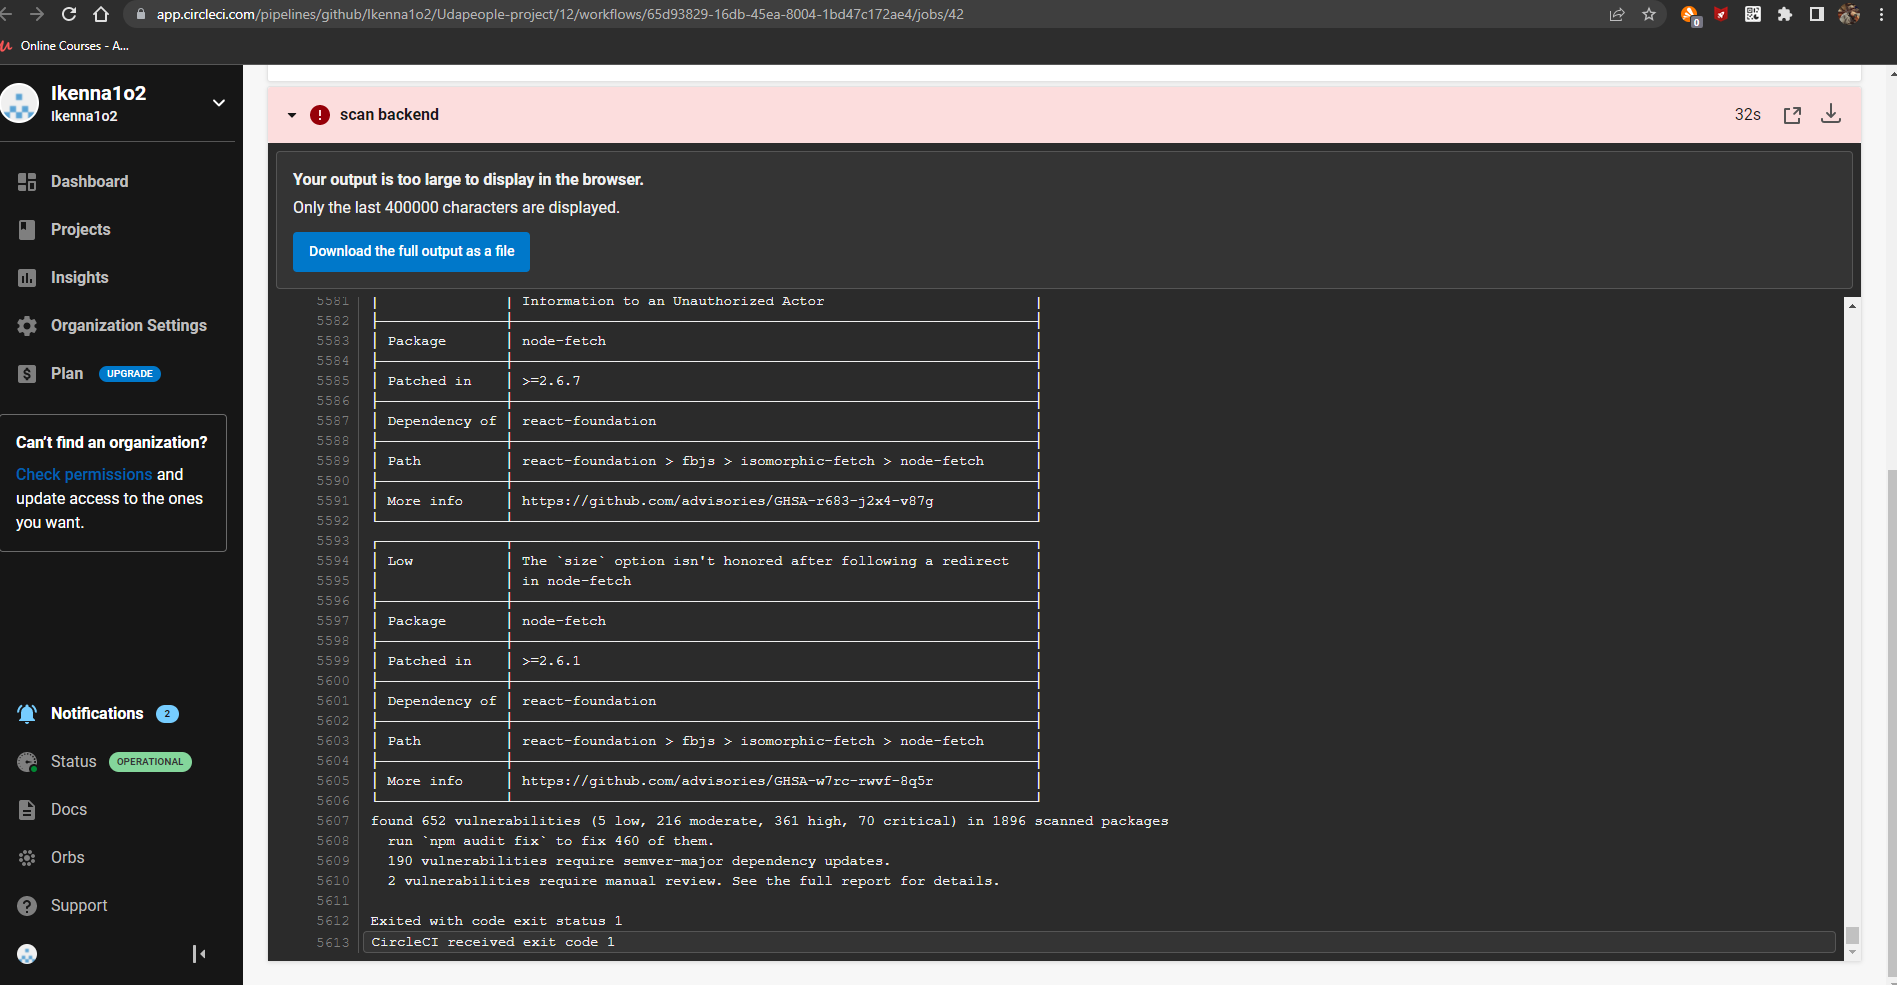 app.circleci.com/pipelines/github/Ikenna1o2/Udapeople-project/12/workflows/65d93829-16db-45ea-8004-1bd47c172ae4/jobs/42
0
Online Courses - A...
Ikenna1o2
Ikenna1o2
Dashboard
Projects
Insights
Organization Settings
Plan UPGRADE
Can't find an organization?
Check permissions and
update access to the ones
you want.
Notifications 2
Status OPERATIONAL
Docs
Orbs
Support
scan backend
32s
Your output is too large to display in the browser.
Only the last 400000 characters are displayed.
Download the full output as a file
5581 Information to an Unauthorized Actor
5582
5583 Package node-fetch
5584
5585 Patched in >=2.6.7
5586
5587 Dependency of react-foundation
5588
5589 Path react-foundation > fbjs > isomorphic-fetch > node-fetch
5590
5591 More info https://github.com/advisories/GHSA-r683-j2x4-v87g
5592
5593
5594 Low The `size` option isn't honored after following a redirect
5595 in node-fetch
5596
5597 Package node-fetch
5598
5599 Patched in >=2.6.1
5600
5601 Dependency of react-foundation
5602
5603 Path react-foundation > fbjs > isomorphic-fetch > node-fetch
5604
5605 More info https://github.com/advisories/GHSA-w7rc-rwvf-8q5r
5606
5607 found 652 vulnerabilities (5 low, 216 moderate, 361 high, 70 critical) in 1896 scanned packages
5608 run `npm audit fix` to fix 460 of them.
5609 190 vulnerabilities require semver-major dependency updates.
5610 2 vulnerabilities require manual review. See the full report for details.
5611
5612 Exited with code exit status 1
5613 CircleCI received exit code 1